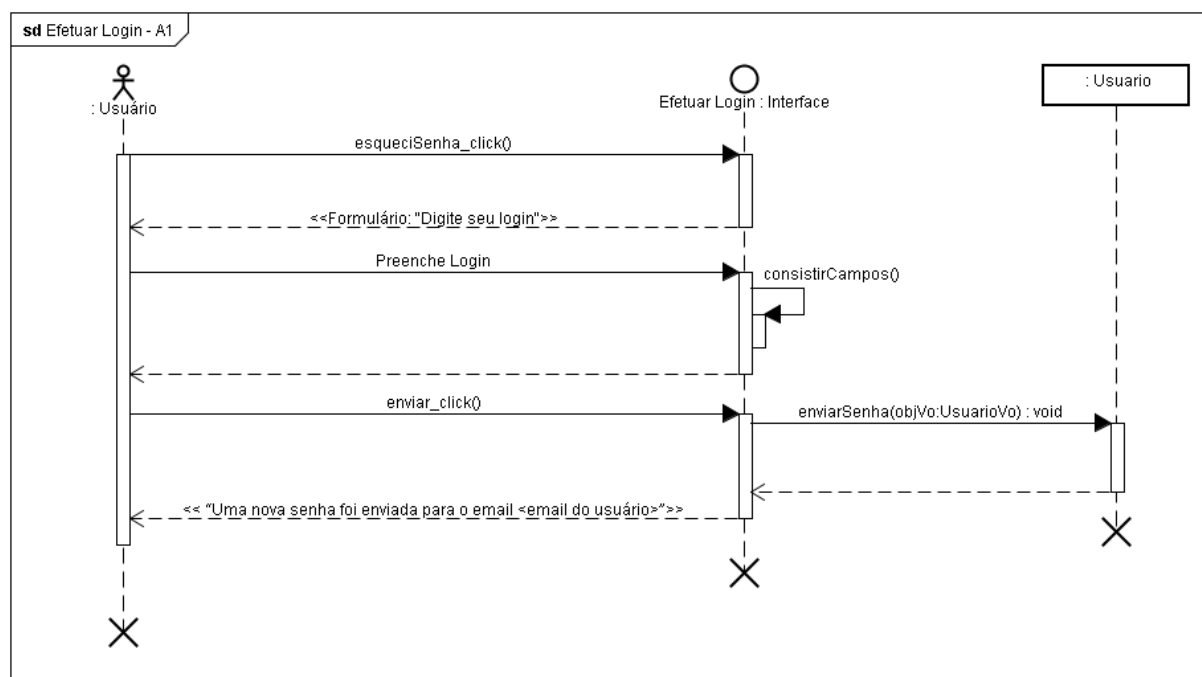 sd Efetuar Login - A1
: Usuário
Efetuar Login : Interface
: Usuario
esqueciSenha_click()
<<Formulário: "Digite seu login">>
Preenche Login
consistirCampos()
enviar_click()
enviarSenha(objVo:UsuarioVo) : void
<< "Uma nova senha foi enviada para o email <email do usuário>">>